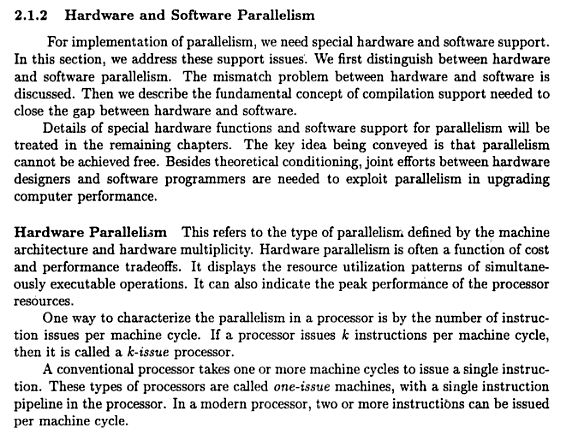 2.1.2 Hardware and Software Parallelism
For implementation of parallelism, we need special hardware and software support.
In this section, we address these support issues. We first distinguish between hardware
and software parallelism. The mismatch problem between hardware and software is
discussed. Then we describe the fundamental concept of compilation support needed to
close the gap between hardware and software.
Details of special hardware functions and software support for parallelism will be
treated in the remaining chapters. The key idea being conveyed is that parallelism
cannot be achieved free. Besides theoretical conditioning, joint efforts between hardware
designers and software programmers are needed to exploit parallelism in upgrading
computer performance.
Hardware Parallelism This refers to the type of parallelism defined by the machine
architecture and hardware multiplicity. Hardware parallelism is often a function of cost
and performance tradeoffs. It displays the resource utilization patterns of simultane-
ously executable operations. It can also indicate the peak performance of the processor
resources.
One way to characterize the parallelism in a processor is by the number of instruc-
tion issues per machine cycle. If a processor issues k instructions per machine cycle,
then it is called a k-issue processor.
A conventional processor takes one or more machine cycles to issue a single instruc-
tion. These types of processors are called one-issue machines, with a single instruction
pipeline in the processor. In a modern processor, two or more instructions can be issued
per machine cycle.